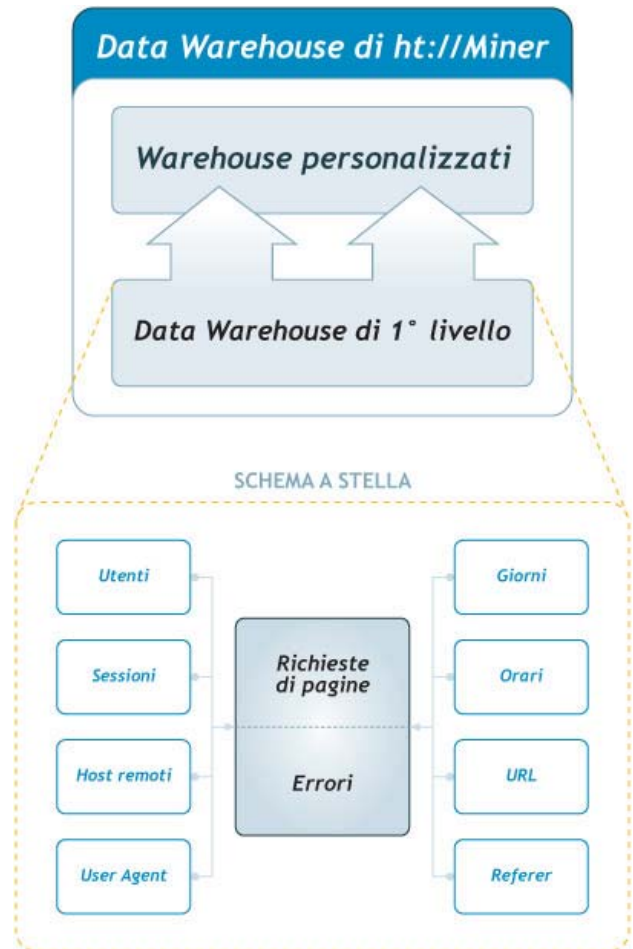 Data Warehouse di ht://Miner
Warehouse personalizzati
Data Warehouse di 1° livello
SCHEMA A STELLA
Utenti
Sessioni
Host remoti
User Agent
Richieste
di pagine
Errori
Giorni
Orari
URL
Referer